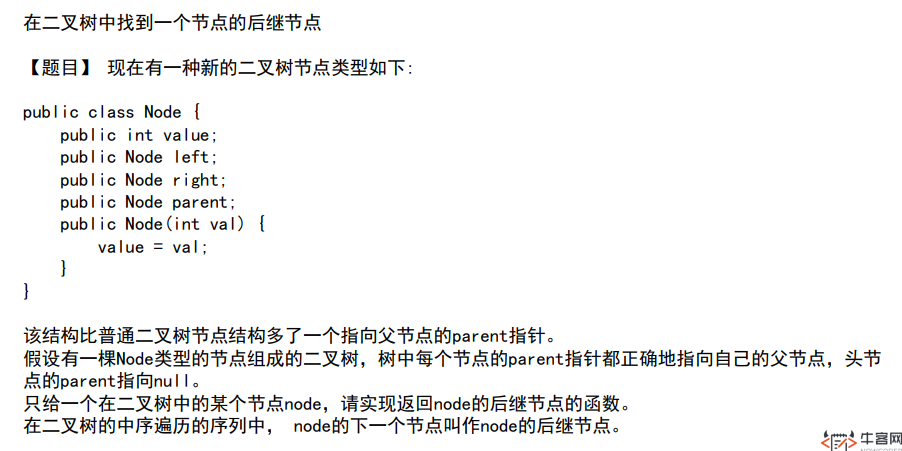 在二叉树中找到一个节点的后继节点
【题目】 现在有一种新的二叉树节点类型如下:
public class Node {
public int value;
public Node left;
public Node right;
public Node parent;
public Node(int val) {
value = val;
}
}
该结构比普通二叉树节点结构多了一个指向父节点的parent指针。
假设有一棵Node类型的节点组成的二叉树，树中每个节点的parent指针都正确地指向自己的父节点，头节
点的parent指向null。
只给一个在二叉树中的某个节点node，请实现返回node的后继节点的函数。
在二叉树的中序遍历的序列中， node的下一个节点叫作node的后继节点。
牛客网